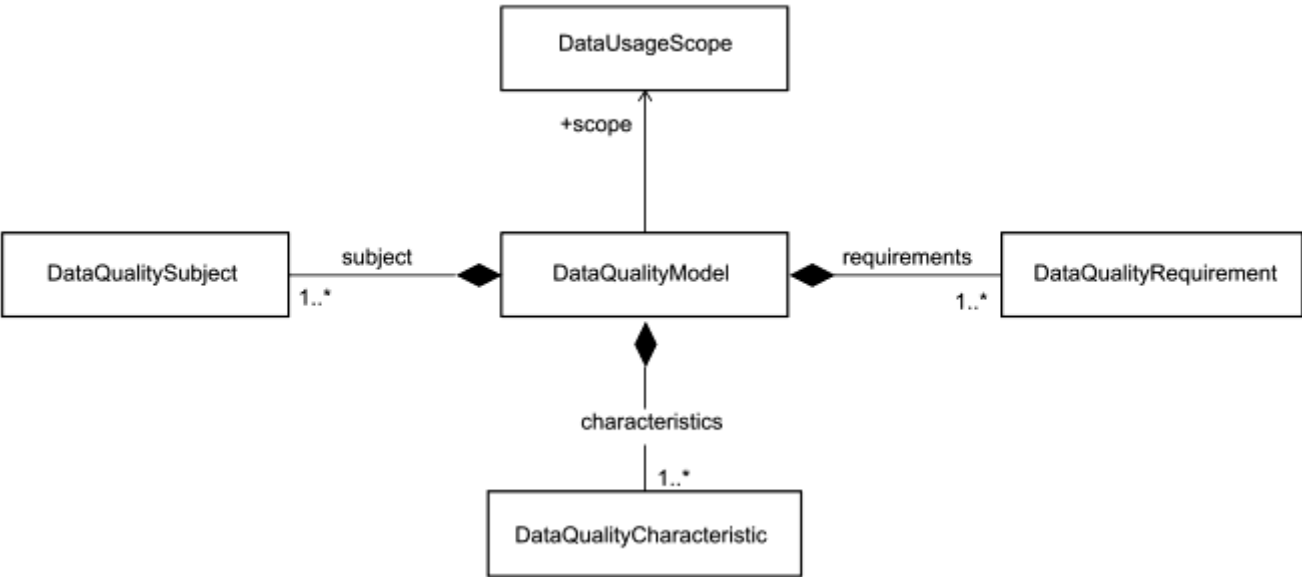 DataUsageScope
+scope
DataQualitySubject
subject
1..*
DataQualityModel
requirements
1..*
DataQualityRequirement
characteristics
1..*
DataQualityCharacteristic